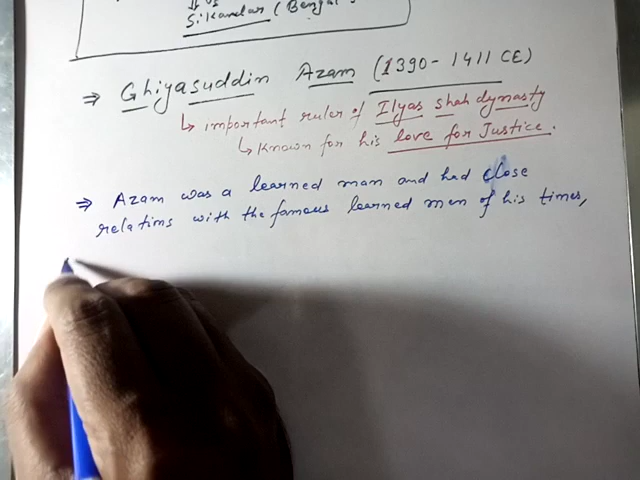 Sikandar (Bengal
⇒ Ghiyasuddin Azam (1390 - 1411 CE)
↳ important ruler of Ilyas shah dynasty
↳ Known for his love for Justice.
⇒ Azam was a learned man and had close
relations with the famous learned men of his times,